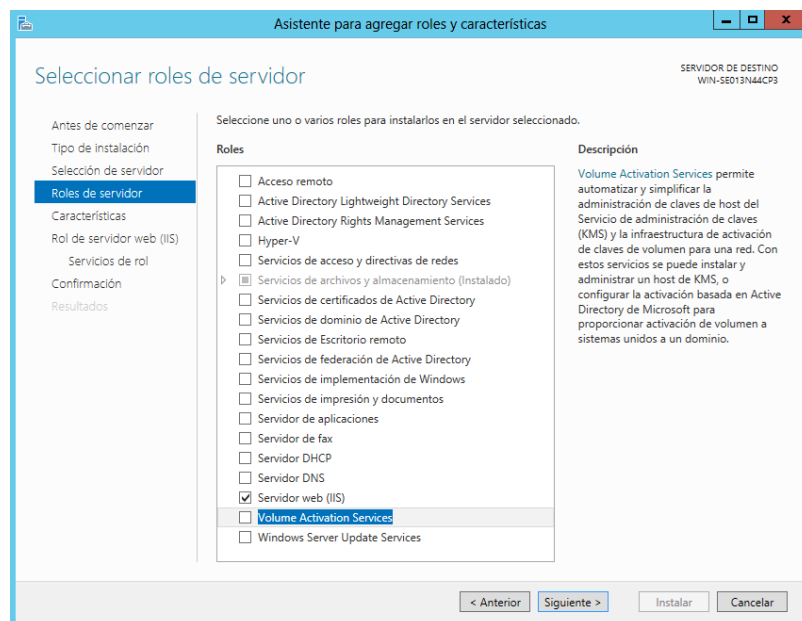 Asistente para agregar roles y características
Seleccionar roles de servidor
SERVIDOR DE DESTINO
WIN-SE013N44CP3
Antes de comenzar
Tipo de instalación
Selección de servidor
Roles de servidor
Características
Rol de servidor web (IIS)
Servicios de rol
Confirmación
Resultados
Seleccione uno o varios roles para instalarlos en el servidor seleccionado.
Roles
Acceso remoto
Active Directory Lightweight Directory Services
Active Directory Rights Management Services
Hyper-V
Servicios de acceso y directivas de redes
Servicios de archivos y almacenamiento (Instalado)
Servicios de certificados de Active Directory
Servicios de dominio de Active Directory
Servicios de Escritorio remoto
Servicios de federación de Active Directory
Servicios de implementación de Windows
Servicios de impresión y documentos
Servidor de aplicaciones
Servidor de fax
Servidor DHCP
Servidor DNS
Servidor web (IIS)
Volume Activation Services
Windows Server Update Services
Descripción
Volume Activation Services permite
automatizar y simplificar la
administración de claves de host del
Servicio de administración de claves
(KMS) y la infraestructura de activación
de claves de volumen para una red. Con
estos servicios se puede instalar y
administrar un host de KMS, o
configurar la activación basada en Active
Directory de Microsoft para
proporcionar activación de volumen a
sistemas unidos a un dominio.
< Anterior
Siguiente >
Instalar
Cancelar